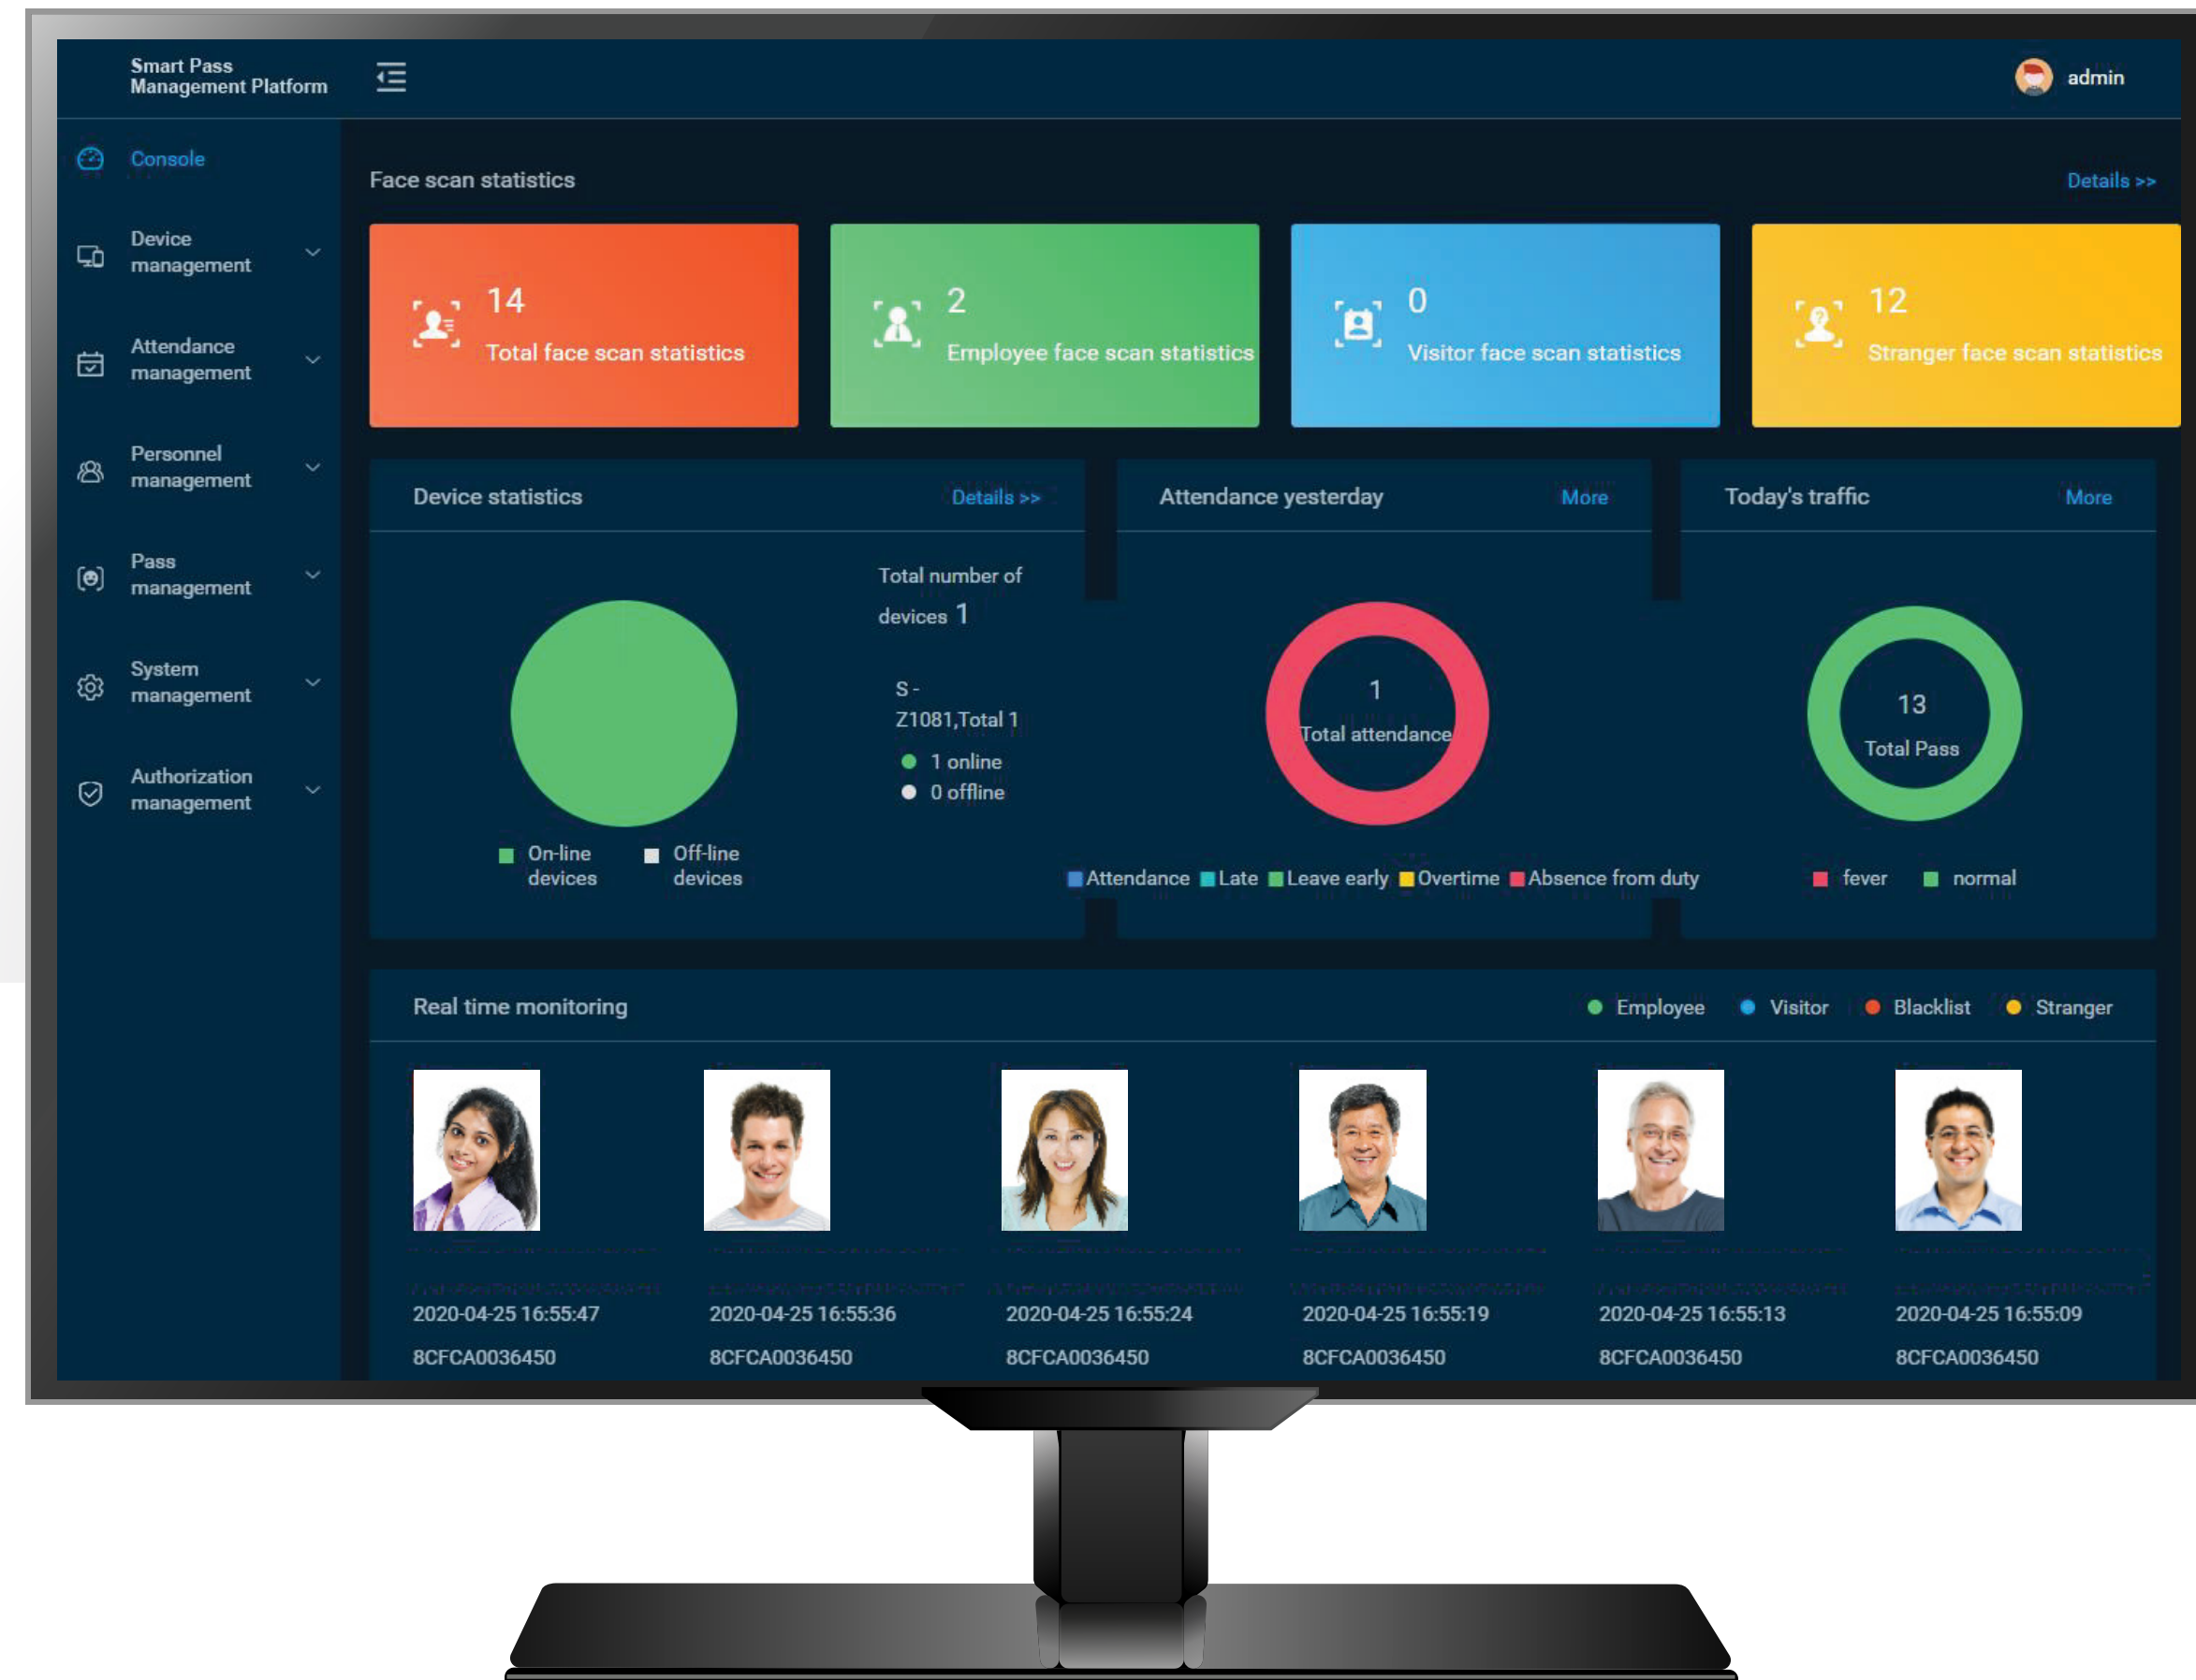 Smart Pass
Management Platform
admin
Console
Device
management
Attendance
management
Personnel
management
Pass
management
System
management
Authorization
management
Face scan statistics
Details >>
14
Total face scan statistics
2
Employee face scan statistics
0
Visitor face scan statistics
12
Stranger face scan statistics
Device statistics
Details >>
Total number of
devices 1
S -
Z1081,Total 1
1 online
0 offline
On-line
devices
Off-line
devices
Attendance yesterday
More
1
Total attendance
Attendance Late Leave early Overtime Absence from duty
Today's traffic
More
13
Total Pass
fever normal
Real time monitoring
Employee Visitor Blacklist Stranger
2020-04-25 16:55:47
8CFCA0036450
2020-04-25 16:55:36
8CFCA0036450
2020-04-25 16:55:24
8CFCA0036450
2020-04-25 16:55:19
8CFCA0036450
2020-04-25 16:55:13
8CFCA0036450
2020-04-25 16:55:09
8CFCA0036450